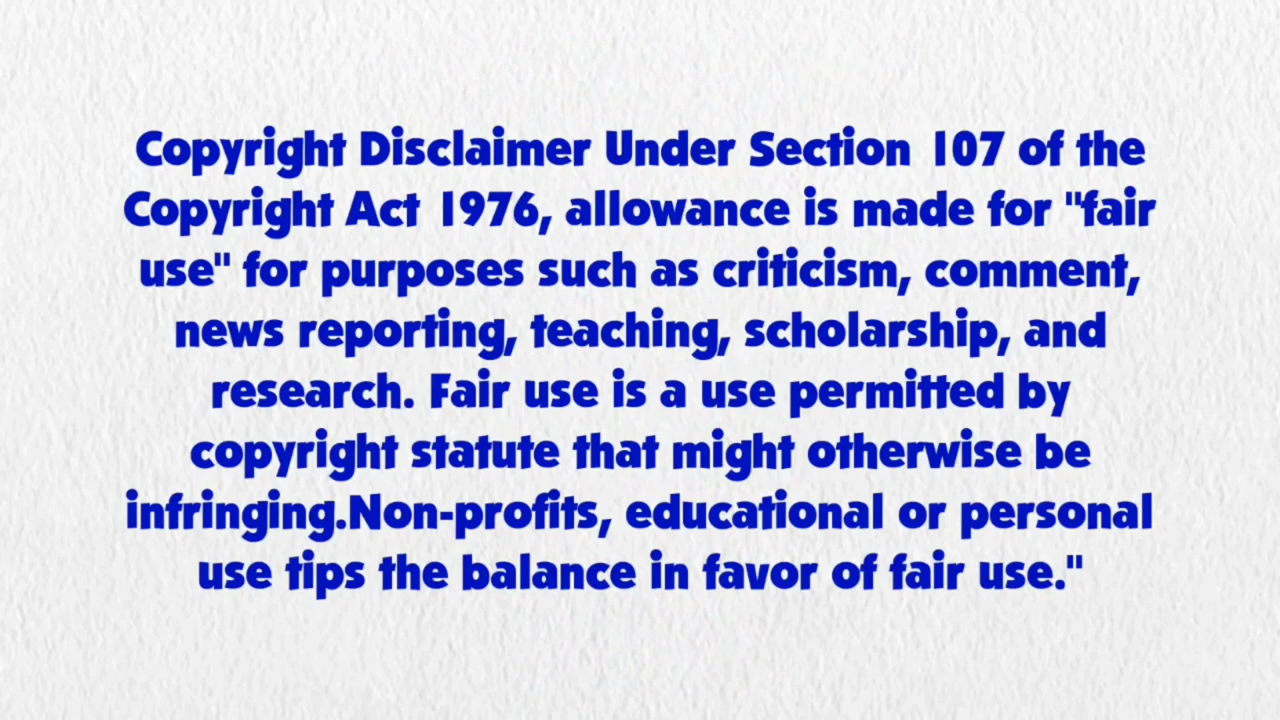 Copyright Disclaimer Under Section 107 of the
Copyright Act 1976, allowance is made for "fair
use" for purposes such as criticism, comment,
news reporting, teaching, scholarship, and
research. Fair use is a use permitted by
copyright statute that might otherwise be
infringing.Non-profits, educational or personal
use tips the balance in favor of fair use."